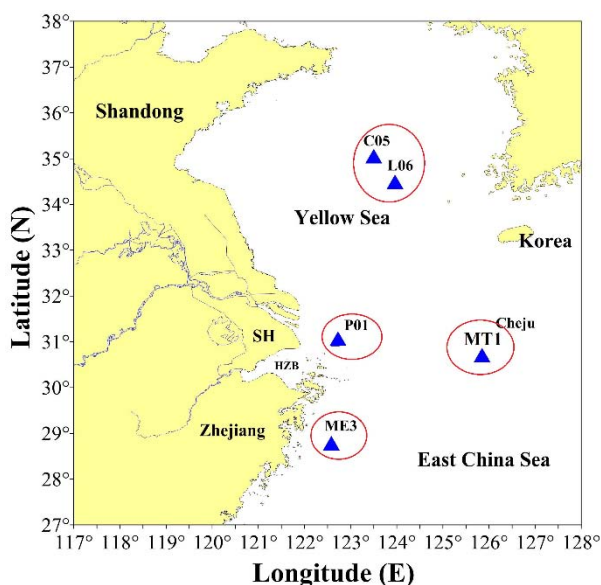 38°
37°
36°
35°
34°
33°
32°
31°
30°
29°
28°
27°
Latitude (N)
Shandong
C05
L06
Yellow Sea
Korea
P01
SH
Cheju
MT1
HZB
ME3
Zhejiang
East China Sea
117° 118° 119° 120° 121° 122° 123° 124° 125° 126° 127° 128°
Longitude (E)